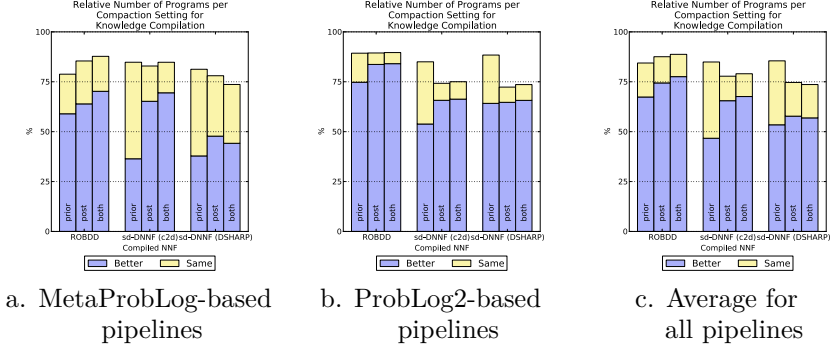 Relative Number of Programs per
Compaction Setting for
Knowledge Compilation
100
75
50
25
0
%
prior
post
both
prior
post
both
prior
post
both
ROBDD
sd-DNNF (c2d)
sd-DNNF (DSHARP)
Compiled NNF
Better
Same
a. MetaProbLog-based
pipelines
Relative Number of Programs per
Compaction Setting for
Knowledge Compilation
100
75
50
25
0
%
prior
post
both
prior
post
both
prior
post
both
ROBDD
sd-DNNF (c2d)
sd-DNNF (DSHARP)
Compiled NNF
Better
Same
b. ProbLog2-based
pipelines
Relative Number of Programs per
Compaction Setting for
Knowledge Compilation
100
75
50
25
0
%
prior
post
both
prior
post
both
prior
post
both
ROBDD
sd-DNNF (c2d)
sd-DNNF (DSHARP)
Compiled NNF
Better
Same
c. Average for
all pipelines